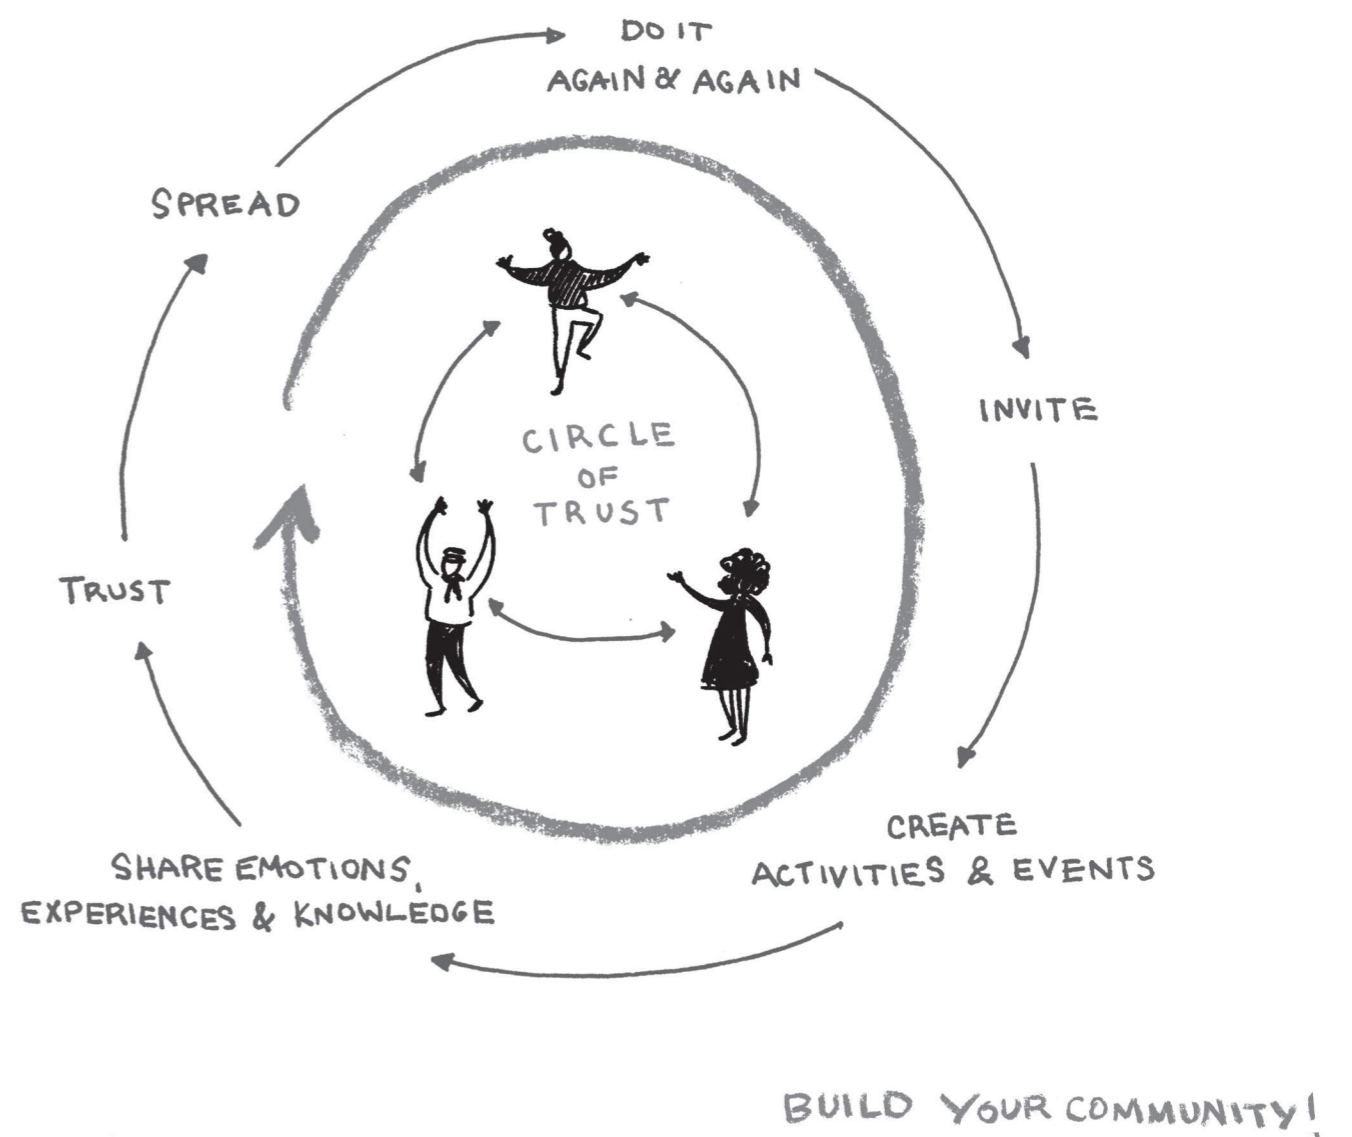 DO IT
AGAIN & AGAIN
SPREAD
INVITE
CIRCLE
OF
TRUST
TRUST
CREATE
ACTIVITIES & EVENTS
SHARE EMOTIONS,
EXPERIENCES & KNOWLEDGE
BUILD YOUR COMMUNITY!